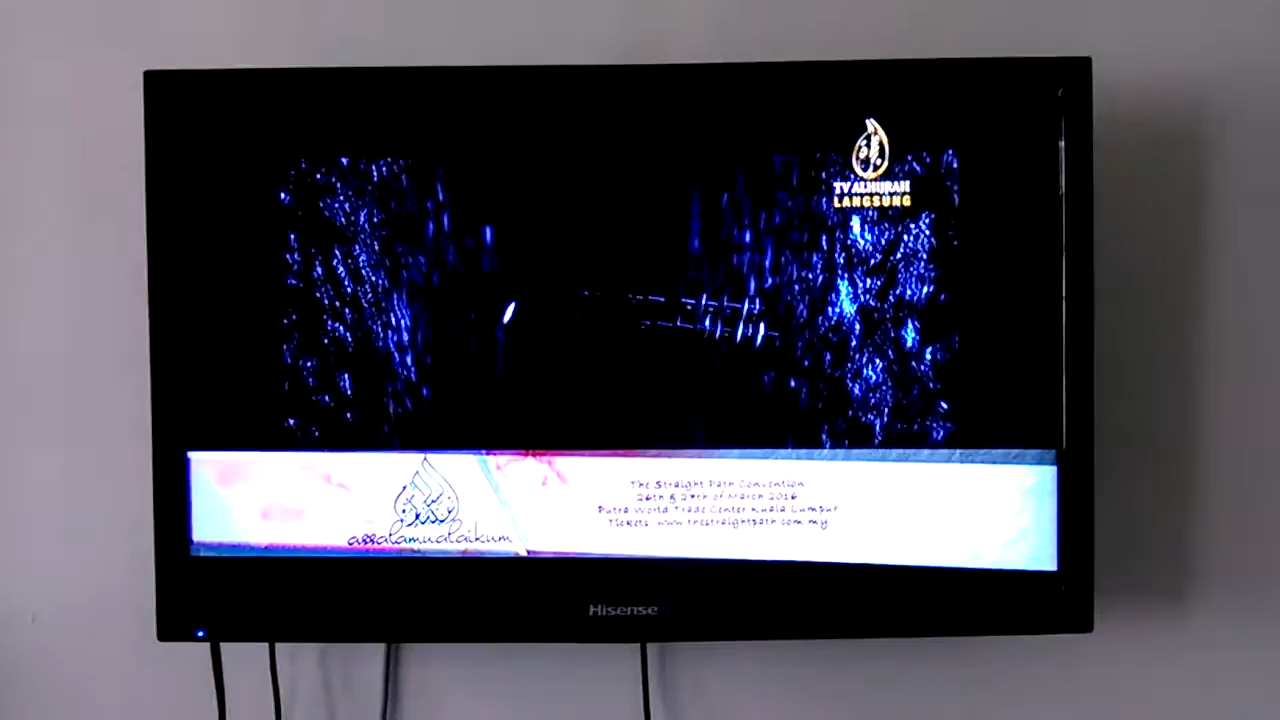 TV ALHIJRAH
LANGSUNG
The Straight Path Convention
26th & 27th of March 2016
Putra World Trade Center Kuala Lumpur
Tickets: www.thestraightpath.com.my
assalamualaikum
Hisense